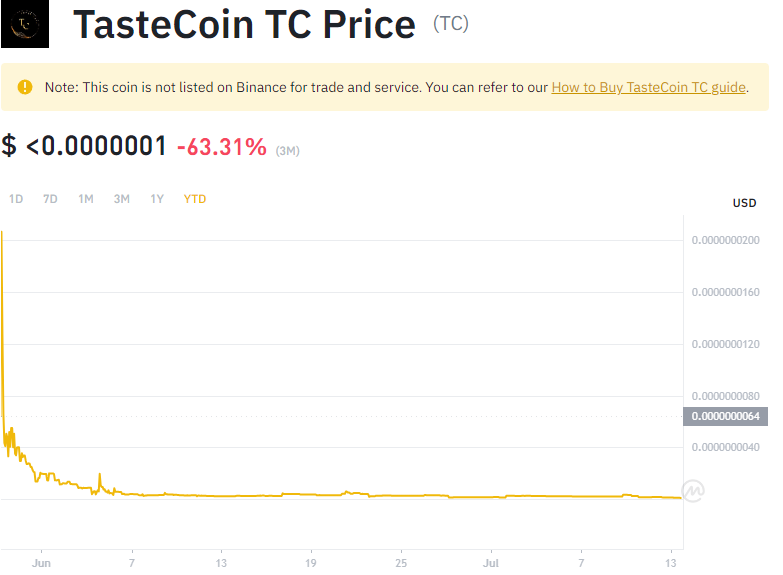 TasteCoin TC Price (TC)
Note: This coin is not listed on Binance for trade and service. You can refer to our How to Buy TasteCoin TC guide.
$ <0.0000001 -63.31% (3M)
1D 7D 1M 3M 1Y YTD
USD
0.0000000200
0.0000000160
0.0000000120
0.0000000080
0.0000000064
0.0000000040
Jun 7 13 19 25 Jul 7 13